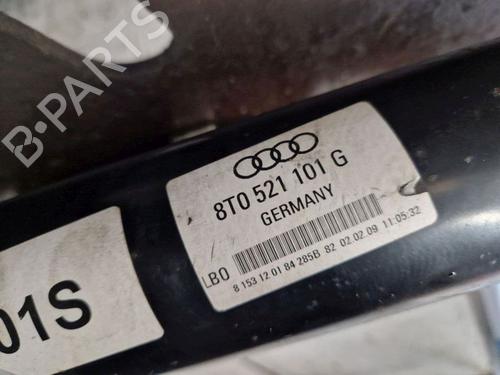 B-PARTS
8T0 521 101 G
GERMANY
LBO
8 153 12 01 84 285B 82 02.02.09 11:05:32
01S